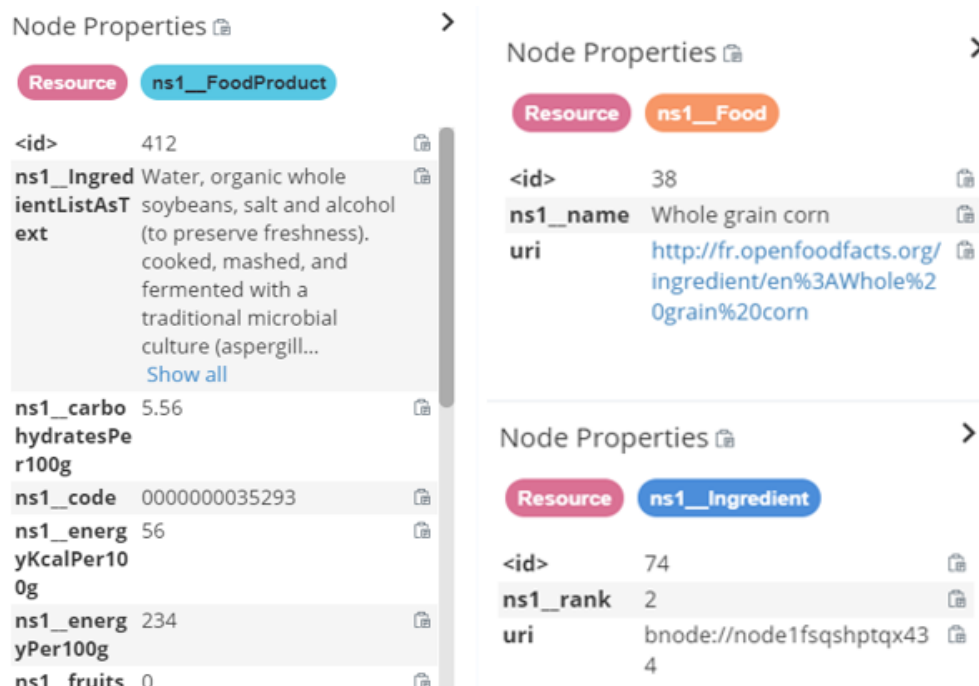 Node Properties
Resource ns1__FoodProduct
<id> 412
ns1__Ingred Water, organic whole
ientListAsT soybeans, salt and alcohol
ext (to preserve freshness).
cooked, mashed, and
fermented with a
traditional microbial
culture (aspergill...
Show all
ns1__carbo 5.56
hydratesPe
r100g
ns1__code 0000000035293
ns1__energ 56
yKcalPer10
0g
ns1__energ 234
yPer100g
ns1__fruits 0
Node Properties
Resource ns1__Food
<id> 38
ns1__name Whole grain corn
uri http://fr.openfoodfacts.org/
ingredient/en%3AWhole%2
0grain%20corn
Node Properties
Resource ns1__Ingredient
<id> 74
ns1__rank 2
uri bnode://node1fsqshptqx43
4